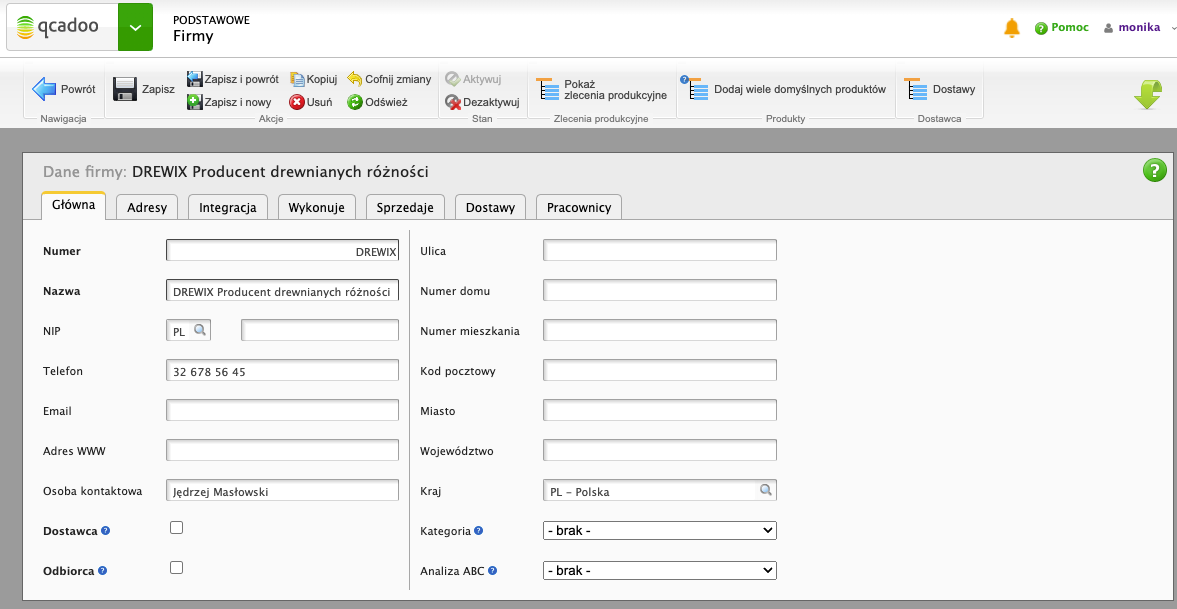 qcadoo
PODSTAWOWE
Firmy
Pomoc
monika
Powrót
Nawigacja
Zapisz
Zapisz i powrót
Kopiuj
Cofnij zmiany
Zapisz i nowy
Usuń
Odśwież
Akcje
Aktywuj
Dezaktywuj
Stan
Pokaż
zlecenia produkcyjne
Zlecenia produkcyjne
Dodaj wiele domyślnych produktów
Produkty
Dostawy
Dostawca
Dane firmy: DREWIX Producent drewnianych różności
Główna
Adresy
Integracja
Wykonuje
Sprzedaje
Dostawy
Pracownicy
Numer
DREWIX
Nazwa
DREWIX Producent drewnianych różności
NIP
PL
Telefon
32 678 56 45
Email
Adres WWW
Osoba kontaktowa
Jędrzej Masłowski
Dostawca
Odbiorca
Ulica
Numer domu
Numer mieszkania
Kod pocztowy
Miasto
Województwo
Kraj
PL - Polska
Kategoria
- brak -
Analiza ABC
- brak -